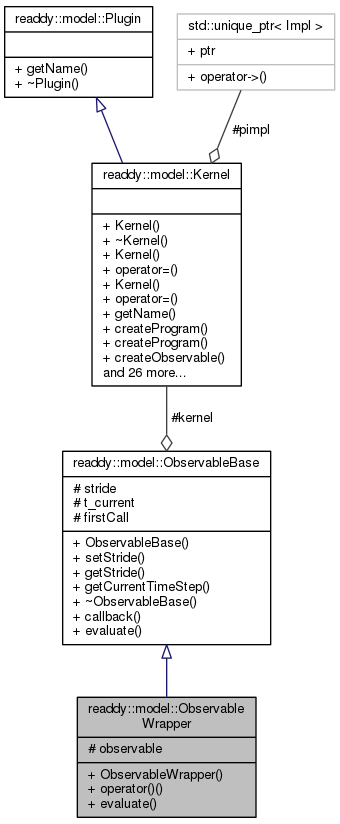 readdy::model::Plugin
+ getName()
+ ~Plugin()
std::unique_ptr< Impl >
+ ptr
+ operator->()
#pimpl
readdy::model::Kernel
+ Kernel()
+ ~Kernel()
+ Kernel()
+ operator=()
+ Kernel()
+ operator=()
+ getName()
+ createProgram()
+ createProgram()
+ createObservable()
and 26 more...
#kernel
readdy::model::ObservableBase
# stride
# t_current
# firstCall
+ ObservableBase()
+ setStride()
+ getStride()
+ getCurrentTimeStep()
+ ~ObservableBase()
+ callback()
+ evaluate()
readdy::model::Observable
Wrapper
# observable
+ ObservableWrapper()
+ operator()()
+ evaluate()